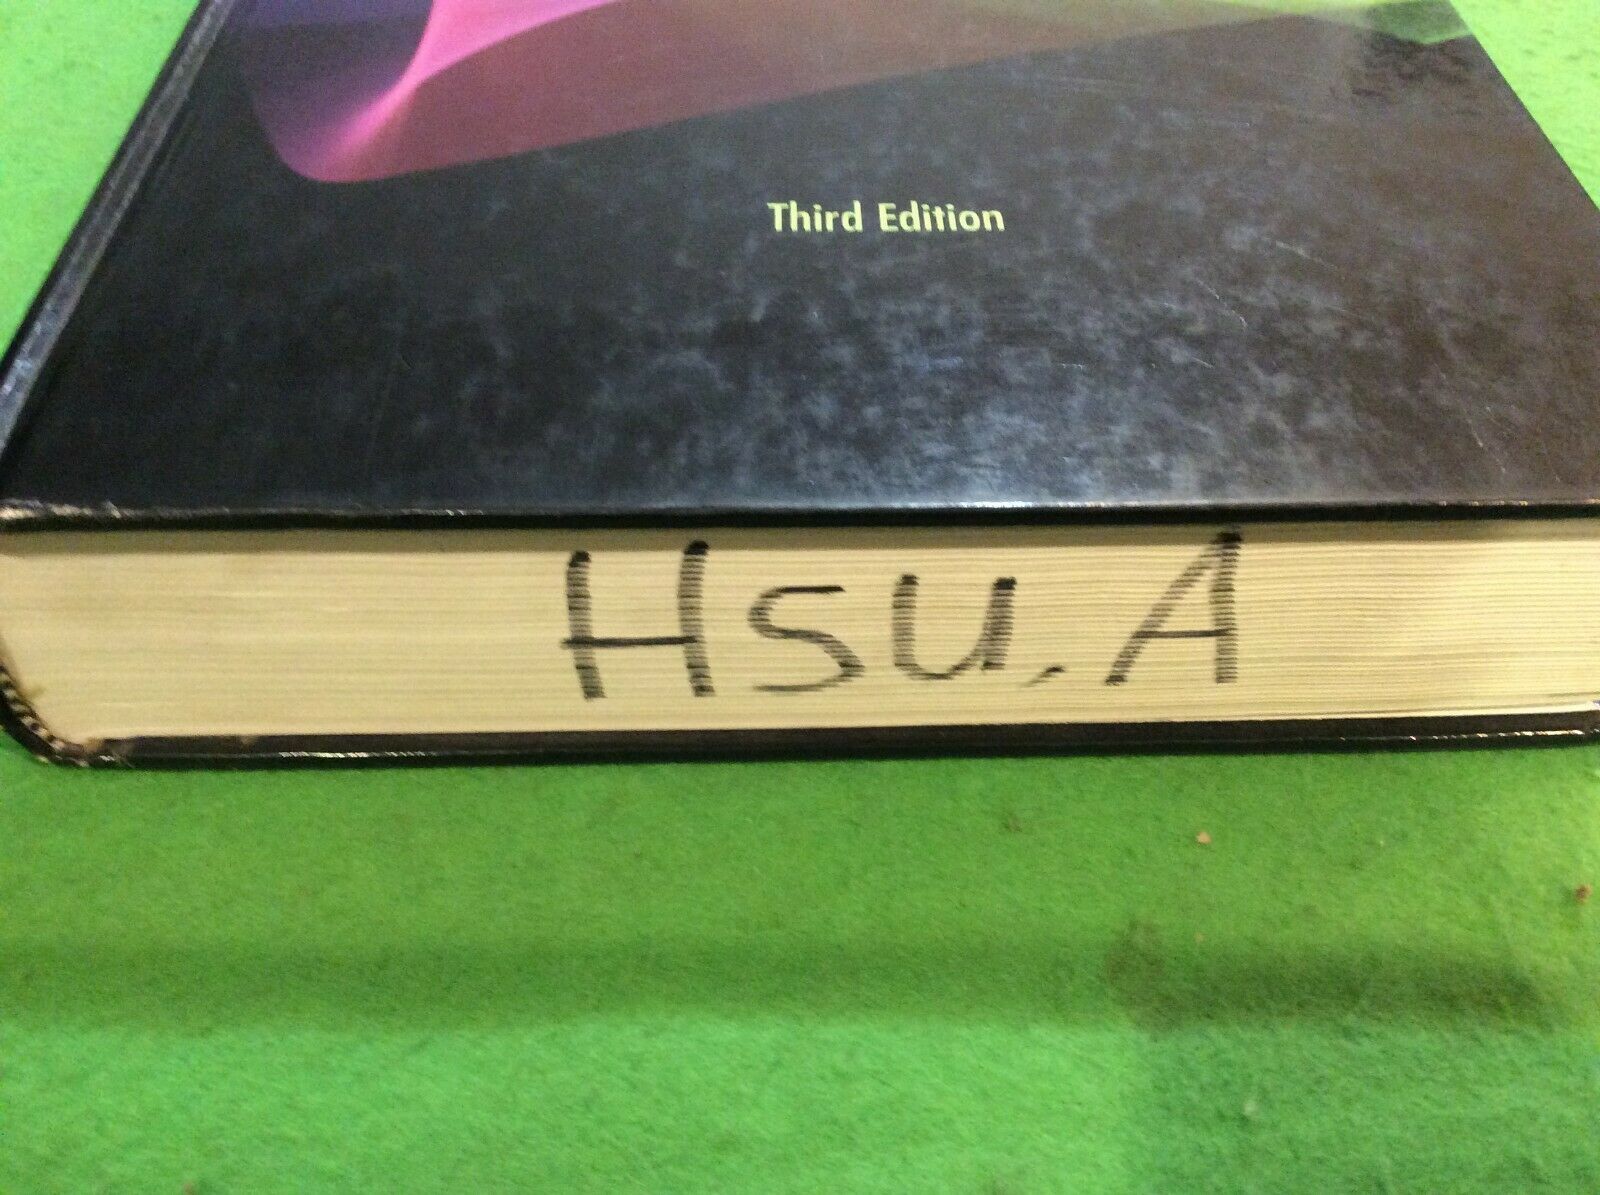 Third Edition
HSU, A